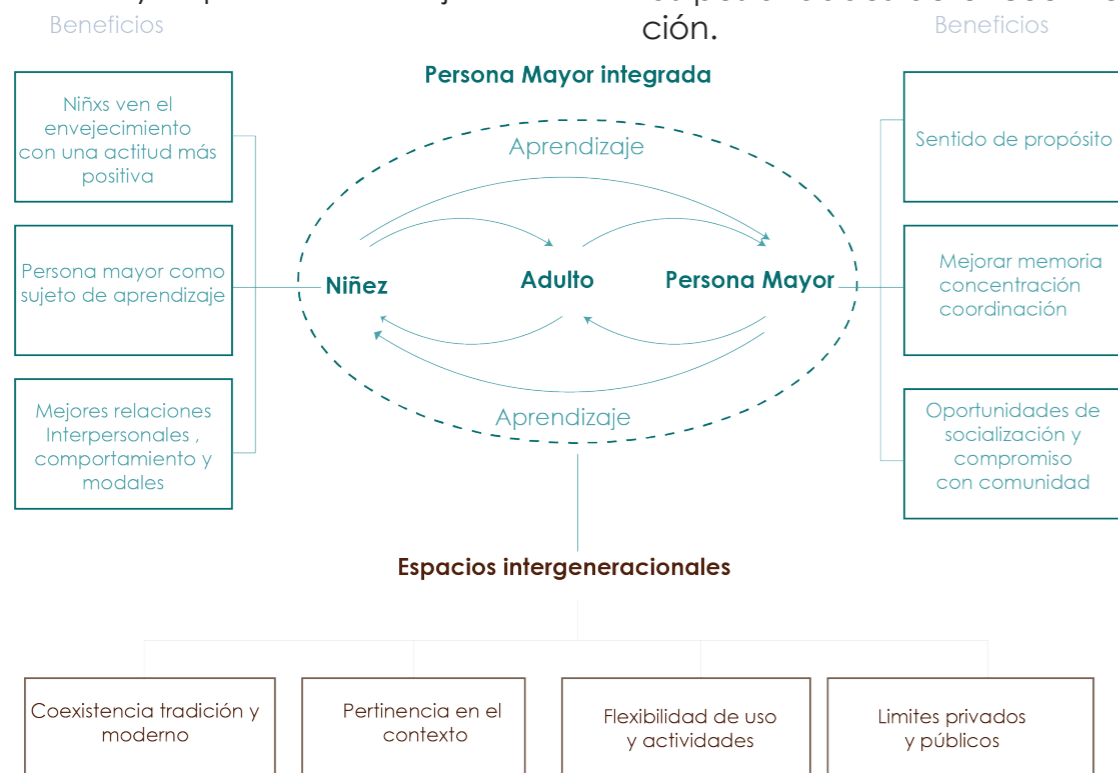 ción.
Beneficios
Beneficios
Persona Mayor integrada
Niñxs ven el
envejecimiento
con una actitud más
positiva
Persona mayor como
sujeto de aprendizaje
Mejores relaciones
Interpersonales ,
comportamiento y
modales
Aprendizaje
Niñez
Adulto
Persona Mayor
Aprendizaje
Sentido de propósito
Mejorar memoria
concentración
coordinación
Oportunidades de
socialización y
compromiso
con comunidad
Espacios intergeneracionales
Coexistencia tradición y
moderno
Pertinencia en el
contexto
Flexibilidad de uso
y actividades
Limites privados
y públicos